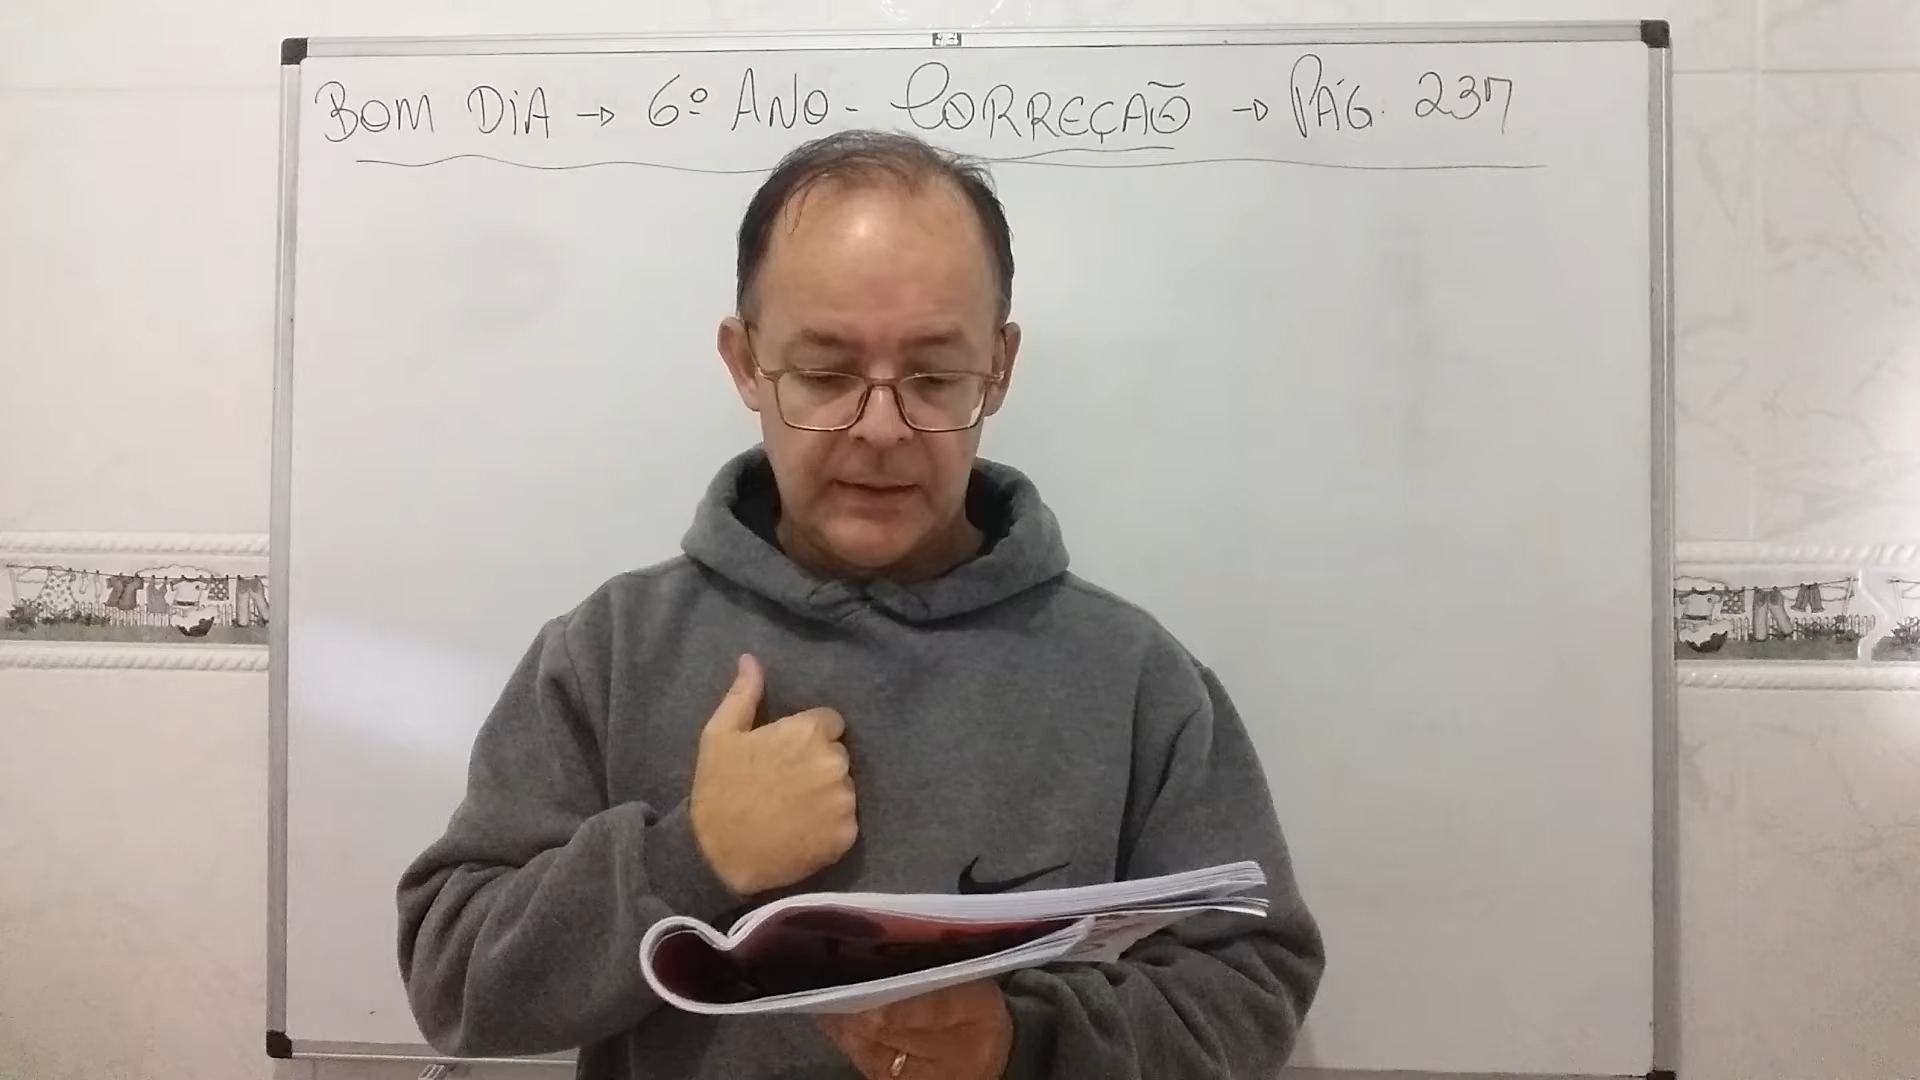 BOM DIA → 6º ANO - CORREÇÃO → PÁG. 237